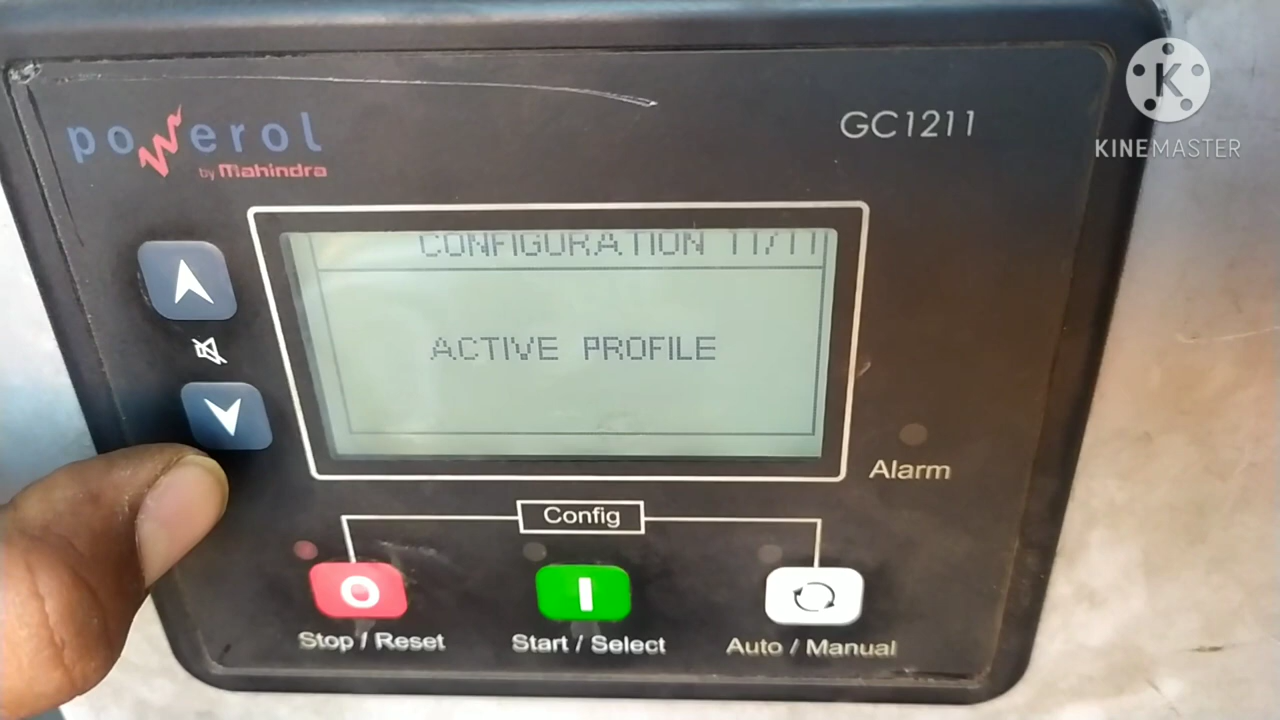 powerol
by Mahindra
GC1211
K
KINEMASTER
CONFIGURATION 11/11
ACTIVE PROFILE
Alarm
Config
Stop / Reset
Start / Select
Auto / Manual